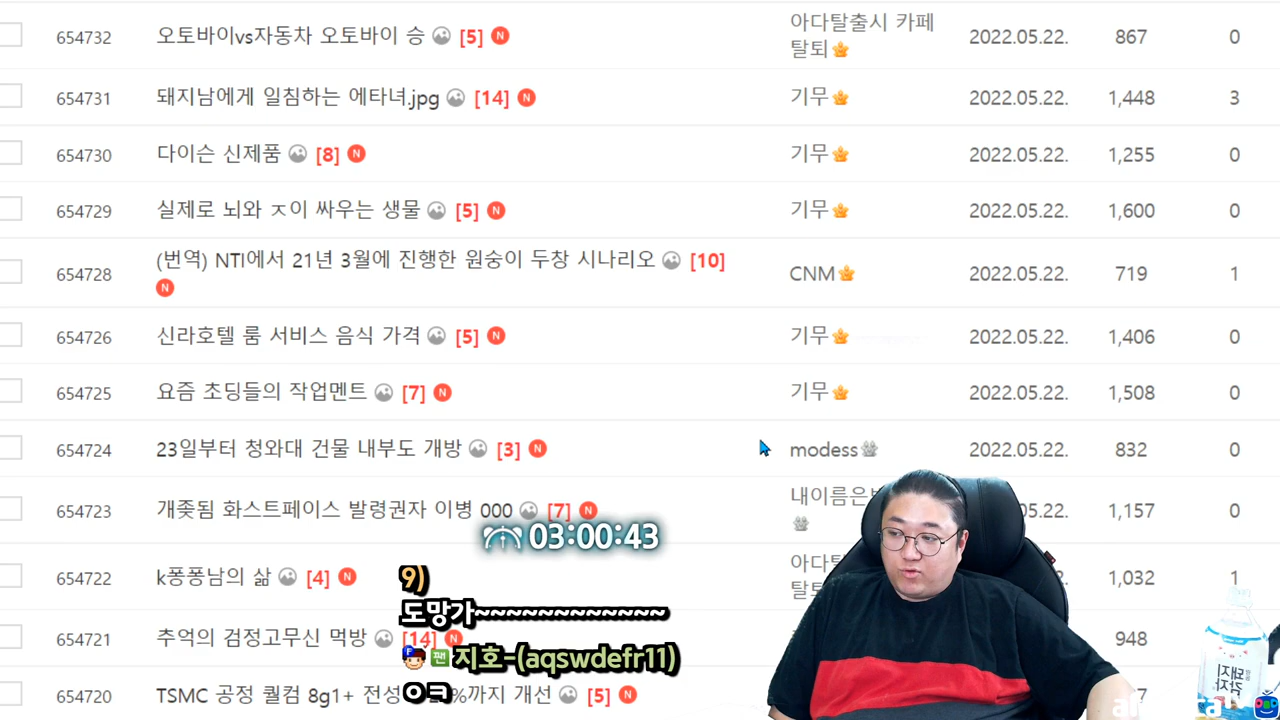 654732 오토바이vs자동차 오토바이 승 [5] N 아다탈출시 카페 탈퇴 2022.05.22. 867 0
654731 돼지남에게 일침하는 에타녀.jpg [14] N 기무 2022.05.22. 1,448 3
654730 다이슨 신제품 [8] N 기무 2022.05.22. 1,255 0
654729 실제로 뇌와 ㅈ이 싸우는 생물 [5] N 기무 2022.05.22. 1,600 0
654728 (번역) NTI에서 21년 3월에 진행한 원숭이 두창 시나리오 [10] N CNM 2022.05.22. 719 1
654726 신라호텔 룸 서비스 음식 가격 [5] N 기무 2022.05.22. 1,406 0
654725 요즘 초딩들의 작업멘트 [7] N 기무 2022.05.22. 1,508 0
654724 23일부터 청와대 건물 내부도 개방 [3] N modess 2022.05.22. 832 0
654723 개좆됨 화스트페이스 발령권자 이병 000 [7] N 05.22. 1,157 0
03:00:43
654722 k퐁퐁남의 삶 [4] N 1,032 1
9)
도망가~~~~~~~~~~~~
654721 추억의 검정고무신 먹방 [14] N 948
F 팬 지호-(aqswdefr11)
654720 TSMC 공정 퀄컴 8g1+ 전성 %까지 개선 [5] N
ㅇㅋ
돼지
감자